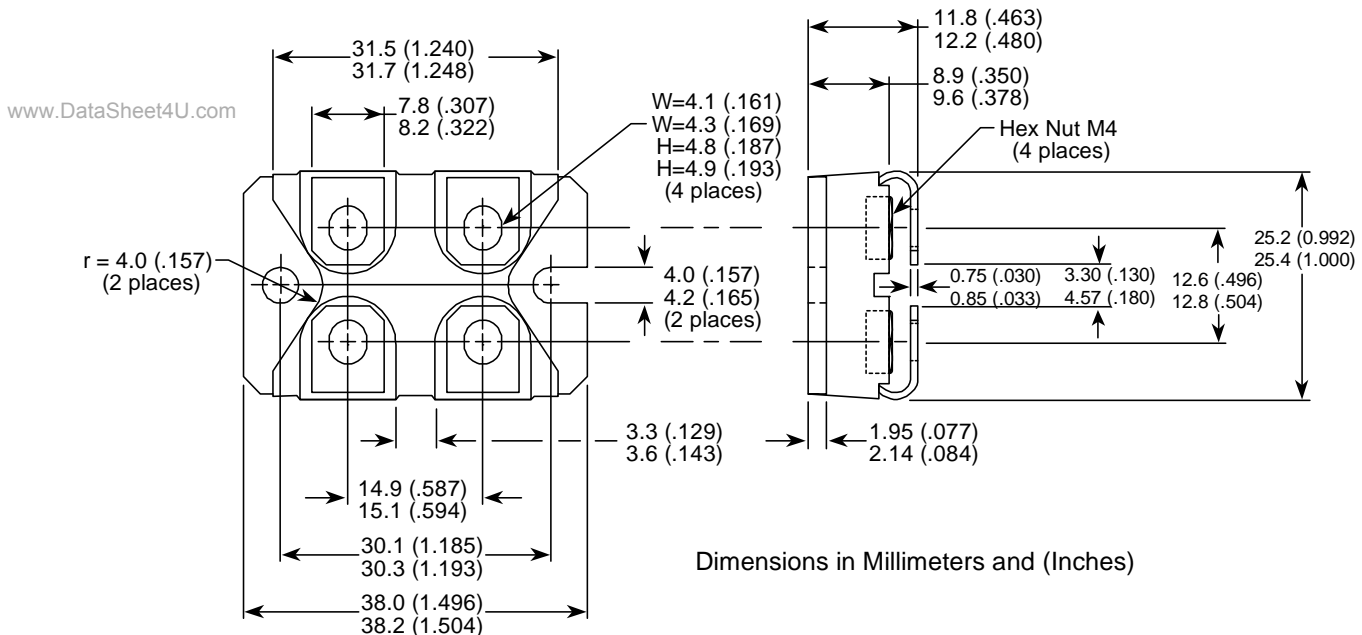 11.8 (.463)
12.2 (.480)
31.5 (1.240)
31.7 (1.248)
8.9 (.350)
9.6 (.378)
www.DataSheet4U.com
7.8 (.307)
8.2 (.322)
W=4.1 (.161)
W=4.3 (.169)
H=4.8 (.187)
H=4.9 (.193)
(4 places)
Hex Nut M4
(4 places)
r = 4.0 (.157)
(2 places)
4.0 (.157)
4.2 (.165)
(2 places)
0.75 (.030)
0.85 (.033)
3.30 (.130)
4.57 (.180)
12.6 (.496)
12.8 (.504)
25.2 (0.992)
25.4 (1.000)
3.3 (.129)
3.6 (.143)
1.95 (.077)
2.14 (.084)
14.9 (.587)
15.1 (.594)
30.1 (1.185)
30.3 (1.193)
Dimensions in Millimeters and (Inches)
38.0 (1.496)
38.2 (1.504)